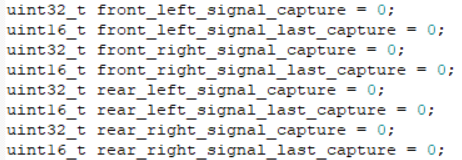 uint32_t front_left_signal_capture = 0;
uint16_t front_left_signal_last_capture = 0;
uint32_t front_right_signal_capture = 0;
uint16_t front_right_signal_last_capture = 0;
uint32_t rear_left_signal_capture = 0;
uint16_t rear_left_signal_last_capture = 0;
uint32_t rear_right_signal_capture = 0;
uint16_t rear_right_signal_last_capture = 0;